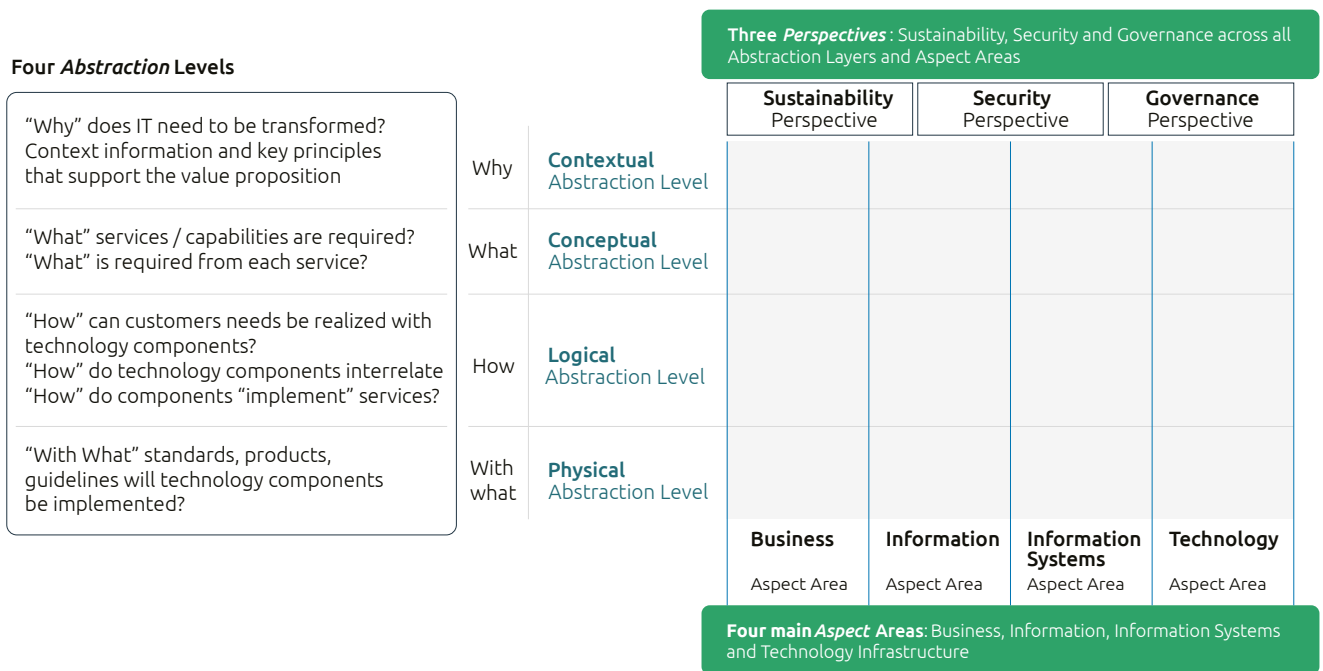 Three Perspectives : Sustainability, Security and Governance across all
Abstraction Layers and Aspect Areas
Four Abstraction Levels
Sustainability
Perspective
Security
Perspective
Governance
Perspective
“Why” does IT need to be transformed?
Context information and key principles
that support the value proposition
Why
Contextual
Abstraction Level
“What” services / capabilities are required?
“What” is required from each service?
What
Conceptual
Abstraction Level
“How” can customers needs be realized with
technology components?
“How” do technology components interrelate
“How” do components “implement” services?
How
Logical
Abstraction Level
“With What” standards, products,
guidelines will technology components
be implemented?
With
what
Physical
Abstraction Level
Business
Aspect Area
Information
Aspect Area
Information
Systems
Aspect Area
Technology
Aspect Area
Four main Aspect Areas: Business, Information, Information Systems
and Technology Infrastructure